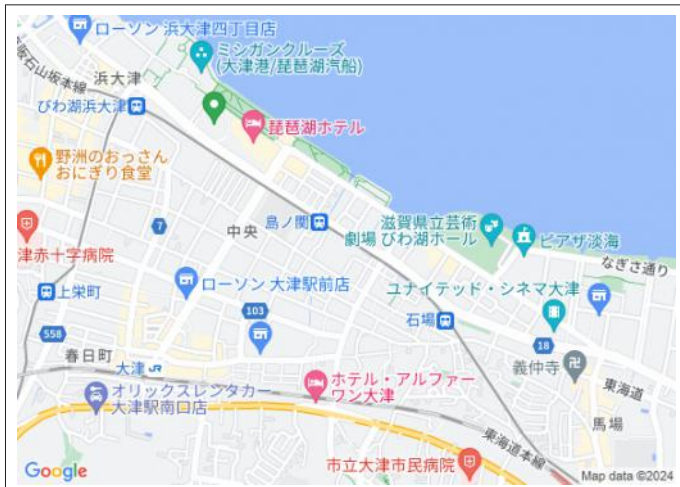 ローソン 浜大津四丁目店
ミシガンクルーズ
(大津港/琵琶湖汽船)
阪石山坂本線
浜大津
びわ湖浜大津
琵琶湖ホテル
野洲のおっさん
おにぎり食堂
7
島ノ関
中央
滋賀県立芸術
劇場 びわ湖ホール
ピアザ淡海
津赤十字病院
なぎさ通り
上栄町
ローソン 大津駅前店
ユナイテッド・シネマ大津
103
石場
558
18
春日町
大津 JR
義仲寺
ホテル・アルファー
ワン大津
東海道
オリックスレンタカー
大津駅南口店
馬場
東海道本線
市立大津市民病院
Google
Map data ©2024